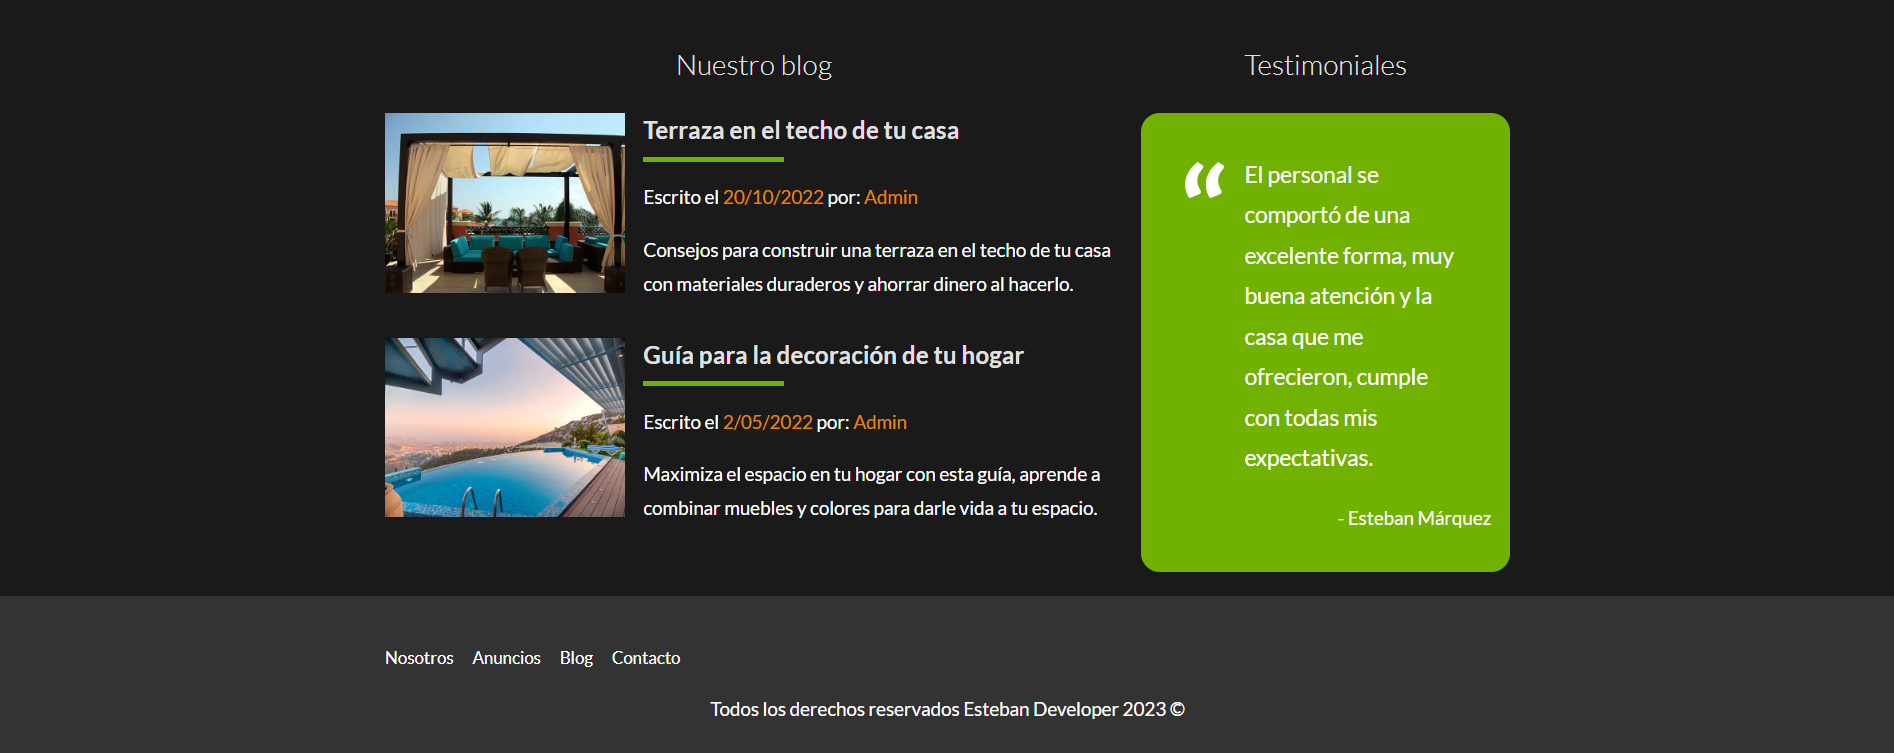 Nuestro blog
Terraza en el techo de tu casa
Escrito el 20/10/2022 por: Admin
Consejos para construir una terraza en el techo de tu casa
con materiales duraderos y ahorrar dinero al hacerlo.
Guía para la decoración de tu hogar
Escrito el 2/05/2022 por: Admin
Maximiza el espacio en tu hogar con esta guía, aprende a
combinar muebles y colores para darle vida a tu espacio.
Testimoniales
“ El personal se
comportó de una
excelente forma, muy
buena atención y la
casa que me
ofrecieron, cumple
con todas mis
expectativas.
- Esteban Márquez
Nosotros Anuncios Blog Contacto
Todos los derechos reservados Esteban Developer 2023 ©